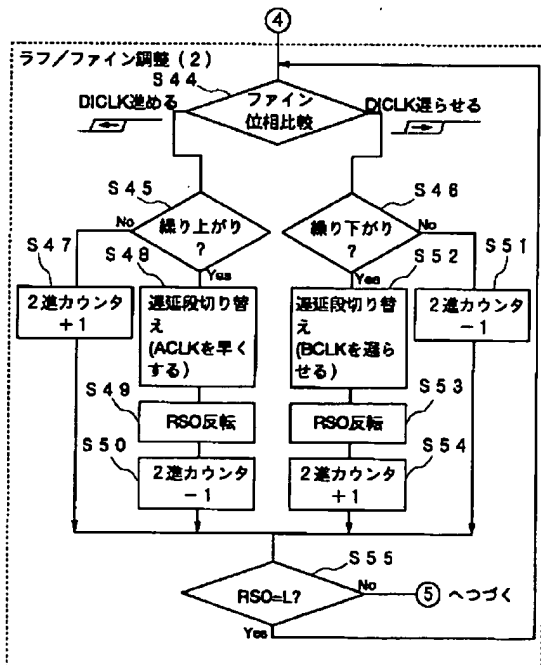 ④
ラフ/ファイン調整(2)
S44
DICLK進める
ファイン
位相比較
DICLK遅らせる
S45
繰り上がり
?
No
Yes
S46
繰り下がり
?
No
Yes
S47
2進カウンタ
+1
S48
遅延段切り替
え
(ACLKを早く
する)
S52
遅延段切り替
え
(BCLKを遅ら
せる)
S51
2進カウンタ
-1
S49
RSO反転
S53
RSO反転
S50
2進カウンタ
-1
S54
2進カウンタ
+1
S55
RSO=L?
No
⑤ へつづく
Yes